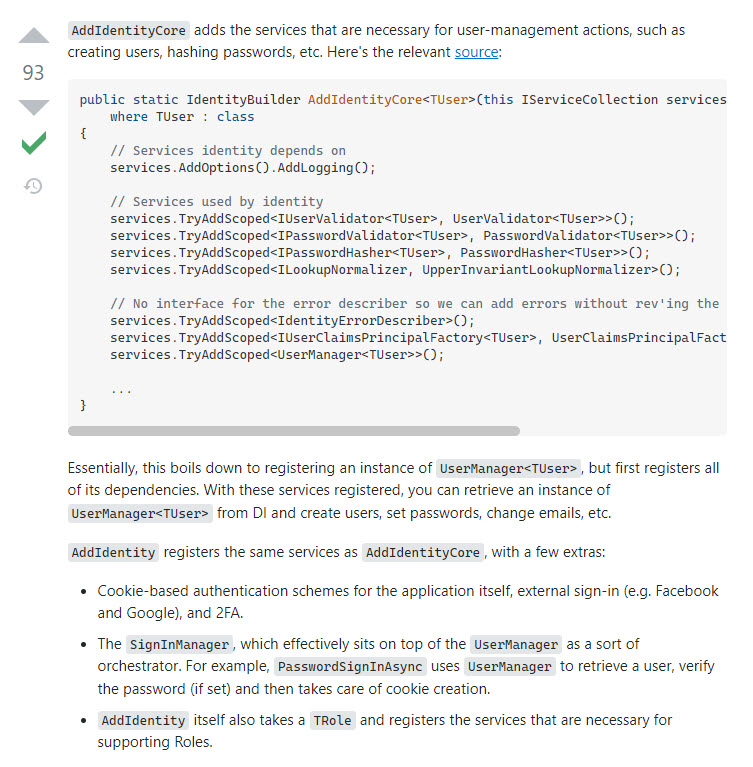 AddIdentityCore adds the services that are necessary for user-management actions, such as
creating users, hashing passwords, etc. Here's the relevant source:
93
public static IdentityBuilder AddIdentityCore<TUser>(this IServiceCollection services
    where TUser : class
{
    // Services identity depends on
    services.AddOptions().AddLogging();

    // Services used by identity
    services.TryAddScoped<IUserValidator<TUser>, UserValidator<TUser>>();
    services.TryAddScoped<IPasswordValidator<TUser>, PasswordValidator<TUser>>();
    services.TryAddScoped<IPasswordHasher<TUser>, PasswordHasher<TUser>>();
    services.TryAddScoped<ILookupNormalizer, UpperInvariantLookupNormalizer>();

    // No interface for the error describer so we can add errors without rev'ing the
    services.TryAddScoped<IdentityErrorDescriber>();
    services.TryAddScoped<IUserClaimsPrincipalFactory<TUser>, UserClaimsPrincipalFact
    services.TryAddScoped<UserManager<TUser>>();

    ...
}
Essentially, this boils down to registering an instance of UserManager<TUser>, but first registers all
of its dependencies. With these services registered, you can retrieve an instance of
UserManager<TUser> from DI and create users, set passwords, change emails, etc.
AddIdentity registers the same services as AddIdentityCore, with a few extras:
• Cookie-based authentication schemes for the application itself, external sign-in (e.g. Facebook
and Google), and 2FA.
• The SignInManager, which effectively sits on top of the UserManager as a sort of
orchestrator. For example, PasswordSignInAsync uses UserManager to retrieve a user, verify
the password (if set) and then takes care of cookie creation.
• AddIdentity itself also takes a TRole and registers the services that are necessary for
supporting Roles.